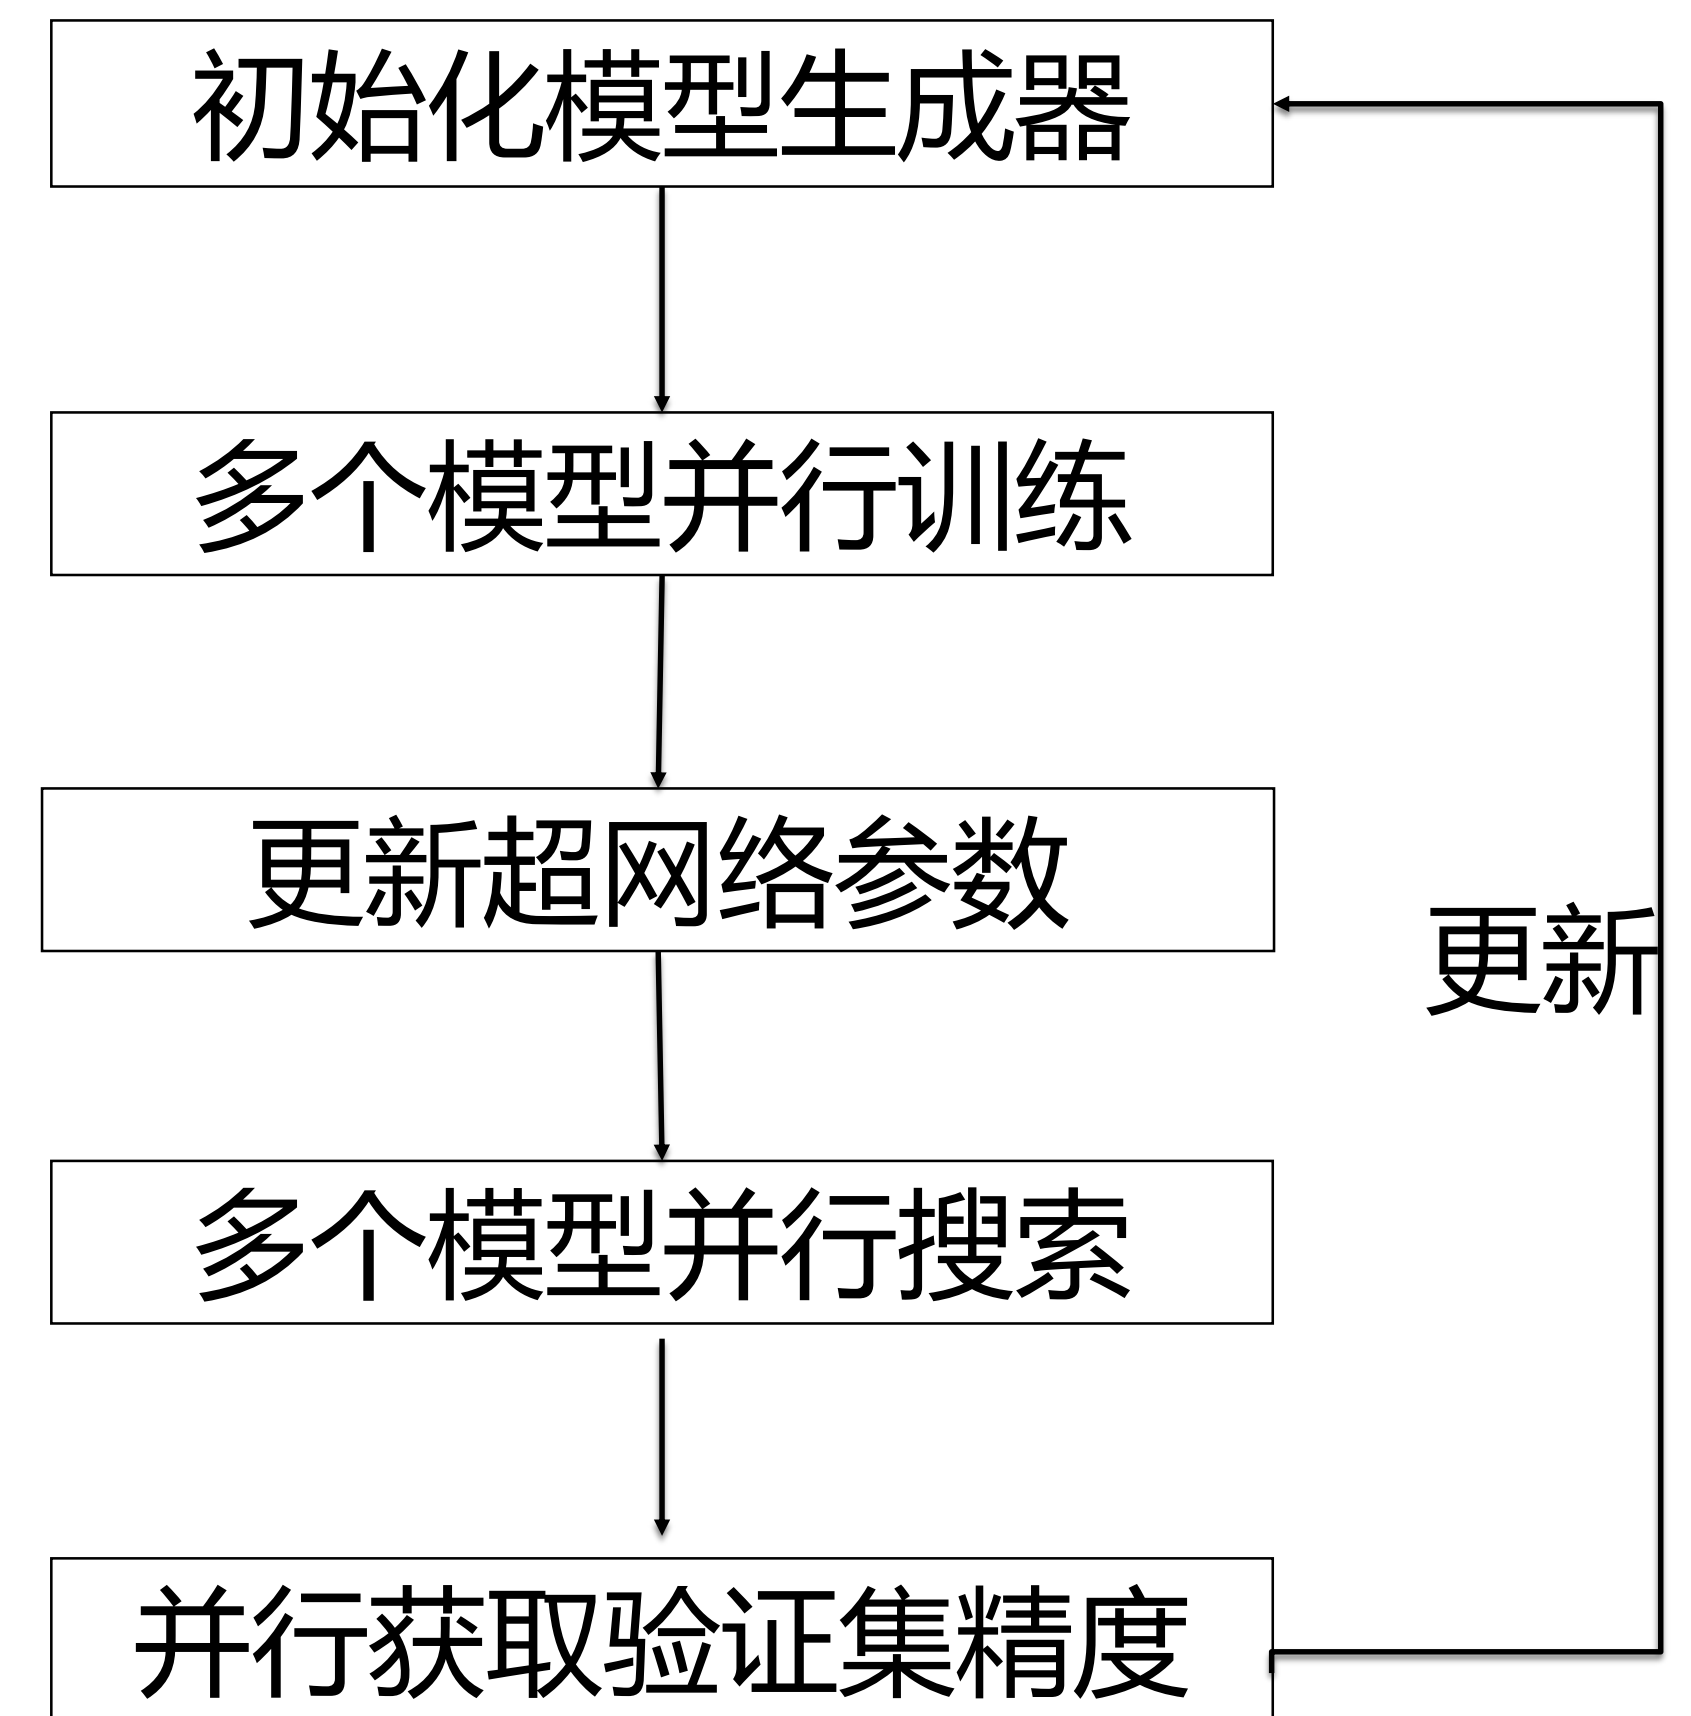 初始化模型生成器
多个模型并行训练
更新超网络参数
更新
多个模型并行搜索
并行获取验证集精度